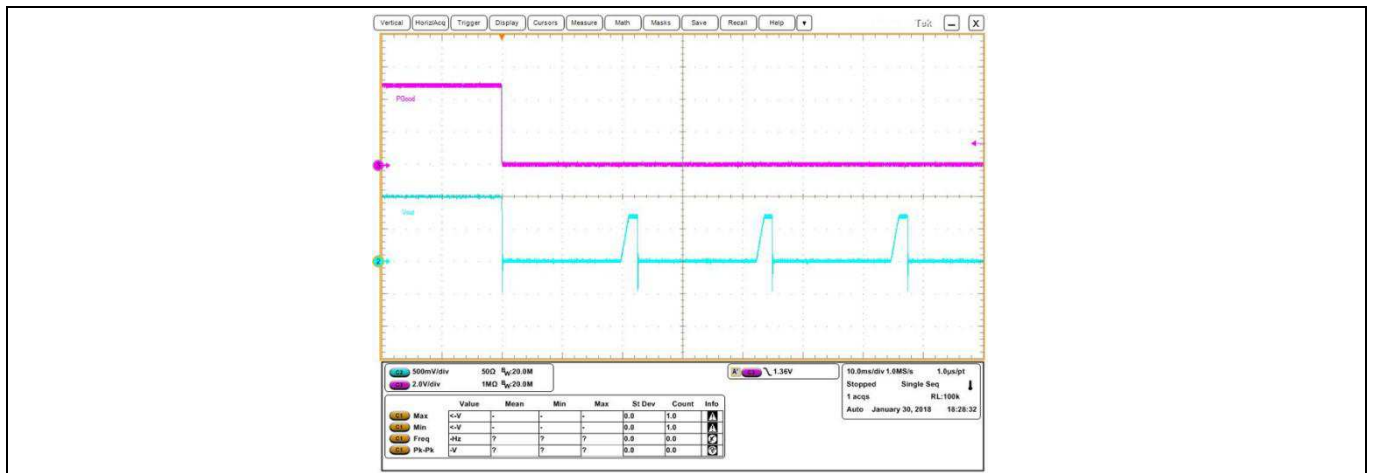 Vertical Horiz/Acq Trigger Display Cursors Measure Math Masks Save Recall Help Tek X
PGood
Vout
2
C2 500mV/div 50Ω BW:20.0M
C3 2.0V/div 1MΩ BW:20.0M
A' C3 1.36V
10.0ms/div 1.0MS/s 1.0µs/pt
Stopped Single Seq
1 acqs RL:100k
Auto January 30, 2018 18:28:32
Value Mean Min Max St Dev Count Info
C1 Max <-V - - - 0.0 1.0
C1 Min <-V - - - 0.0 1.0
C1 Freq -Hz ? ? ? 0.0 0.0
C1 Pk-Pk -V ? ? ? 0.0 0.0